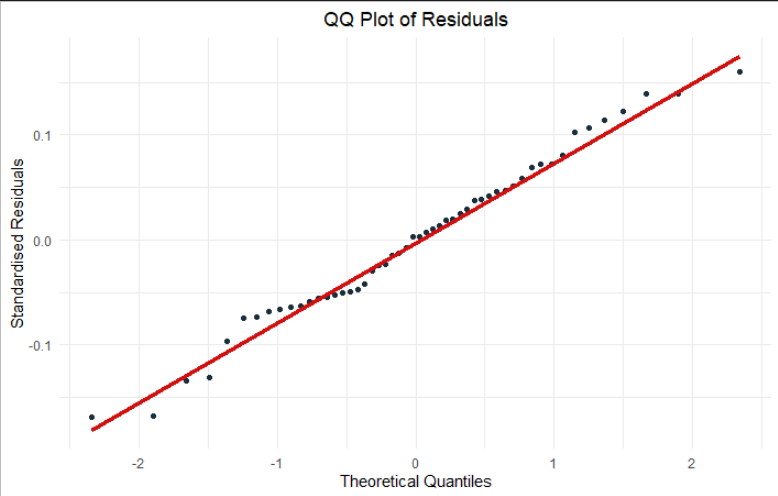 QQ Plot of Residuals
Standardised Residuals
0.1
0.0
-0.1
-2
-1
0
1
2
Theoretical Quantiles